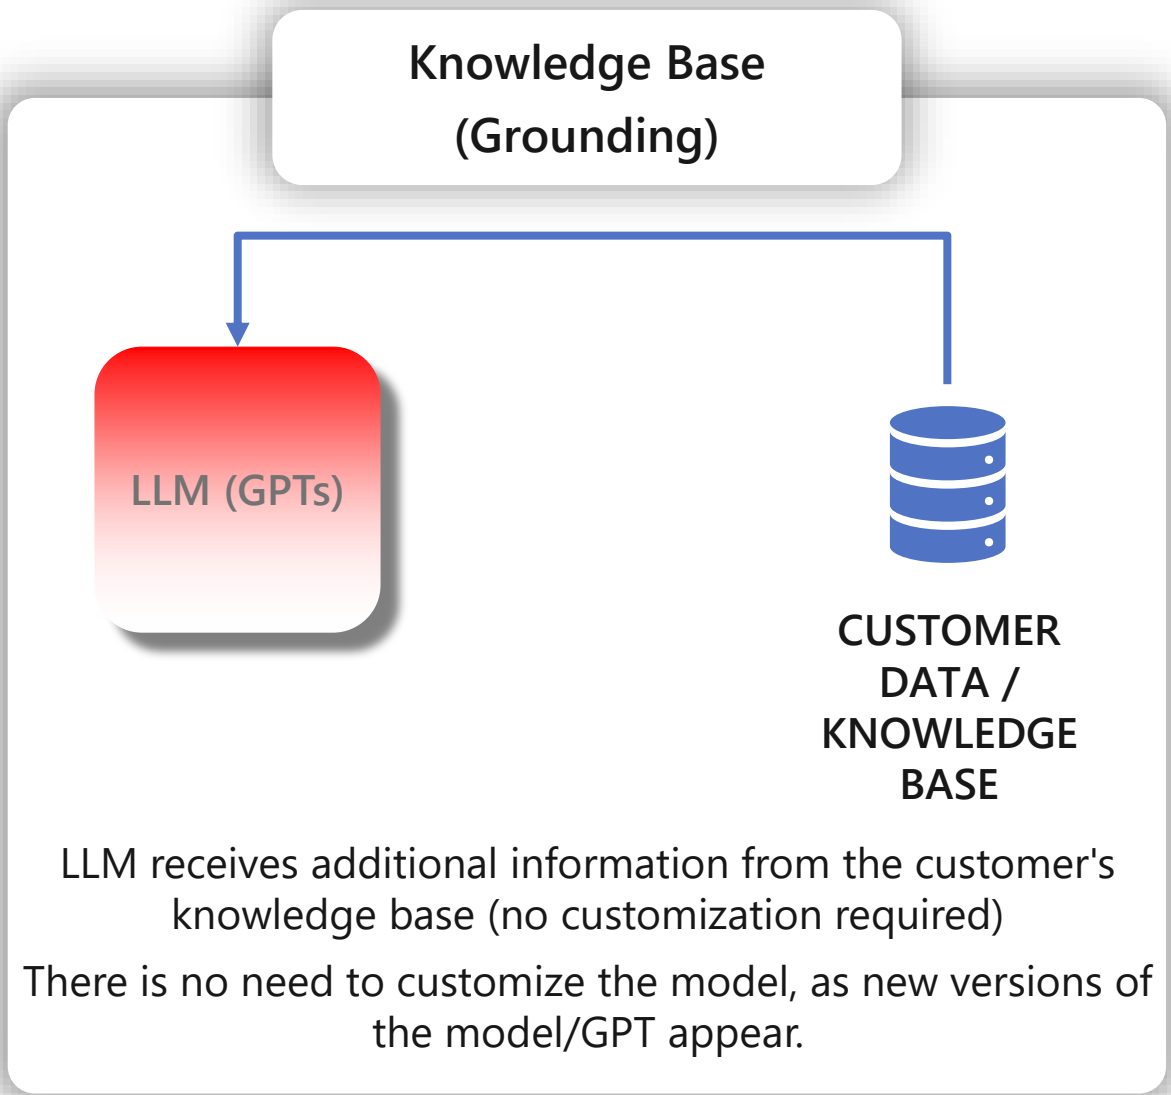 Knowledge Base
(Grounding)
LLM (GPTs)
CUSTOMER
DATA /
KNOWLEDGE
BASE
LLM receives additional information from the customer's
knowledge base (no customization required)
There is no need to customize the model, as new versions of
the model/GPT appear.